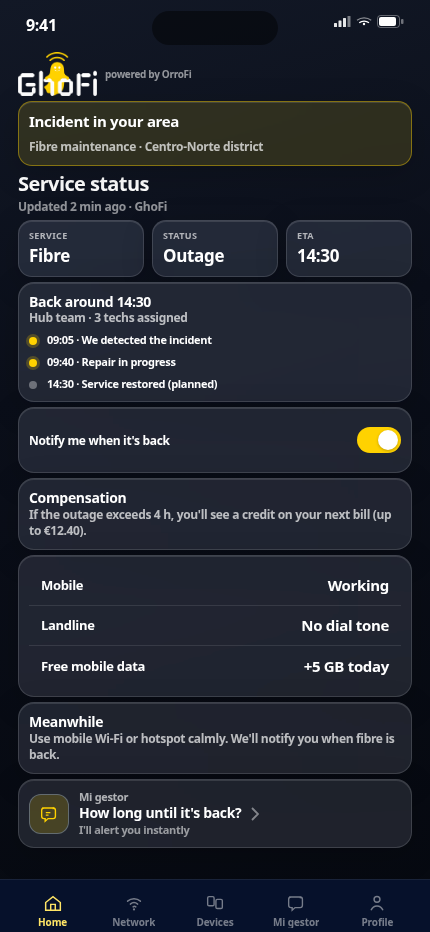 9:41
GhoFi powered by OrroFi
Incident in your area
Fibre maintenance · Centro-Norte district
Service status
Updated 2 min ago · GhoFi
SERVICE
Fibre
STATUS
Outage
ETA
14:30
Back around 14:30
Hub team · 3 techs assigned
09:05 · We detected the incident
09:40 · Repair in progress
14:30 · Service restored (planned)
Notify me when it's back
Compensation
If the outage exceeds 4 h, you'll see a credit on your next bill (up
to €12.40).
Mobile Working
Landline No dial tone
Free mobile data +5 GB today
Meanwhile
Use mobile Wi-Fi or hotspot calmly. We'll notify you when fibre is
back.
Mi gestor
How long until it's back?
I'll alert you instantly
Home Network Devices Mi gestor Profile